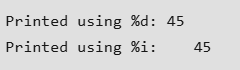 Printed using %d: 45
Printed using %i:    45